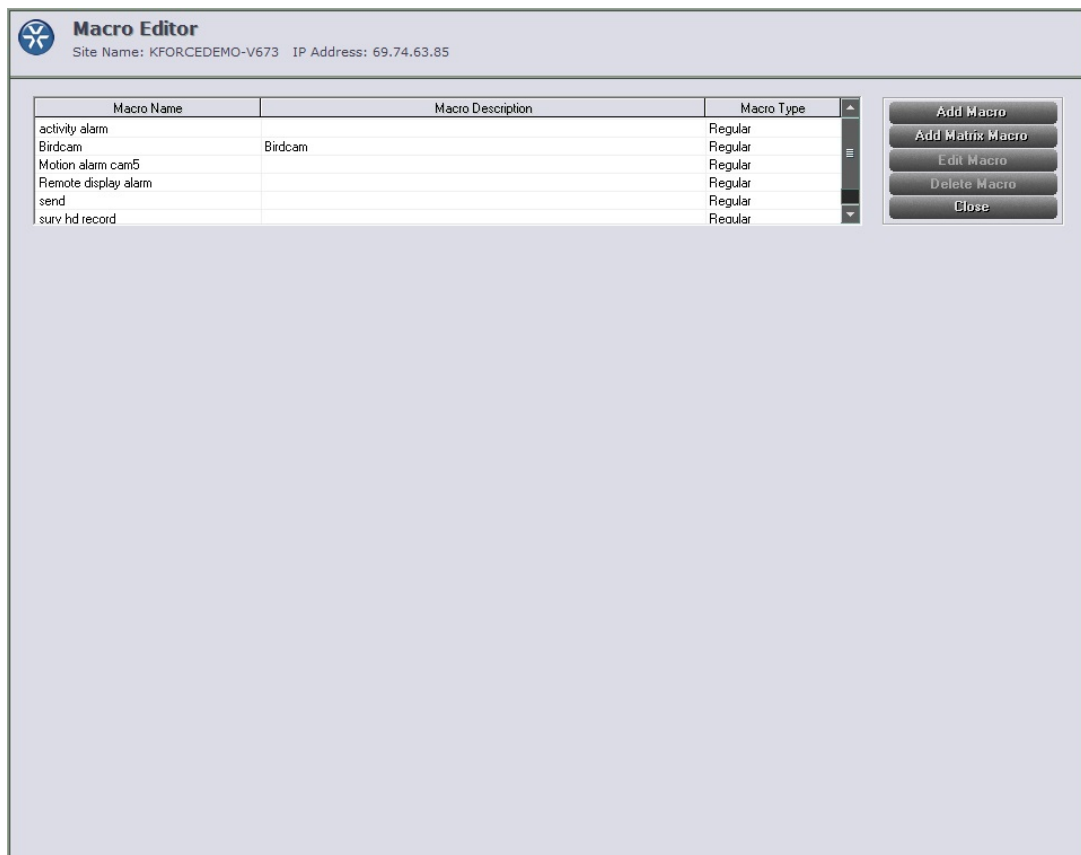 Macro Editor
Site Name: KFORCEDEMO-V673 IP Address: 69.74.63.85
Macro Name Macro Description Macro Type
activity alarm Regular
Birdcam Birdcam Regular
Motion alarm cam5 Regular
Remote display alarm Regular
send Regular
surv hd record Regular
Add Macro
Add Matrix Macro
Edit Macro
Delete Macro
Close